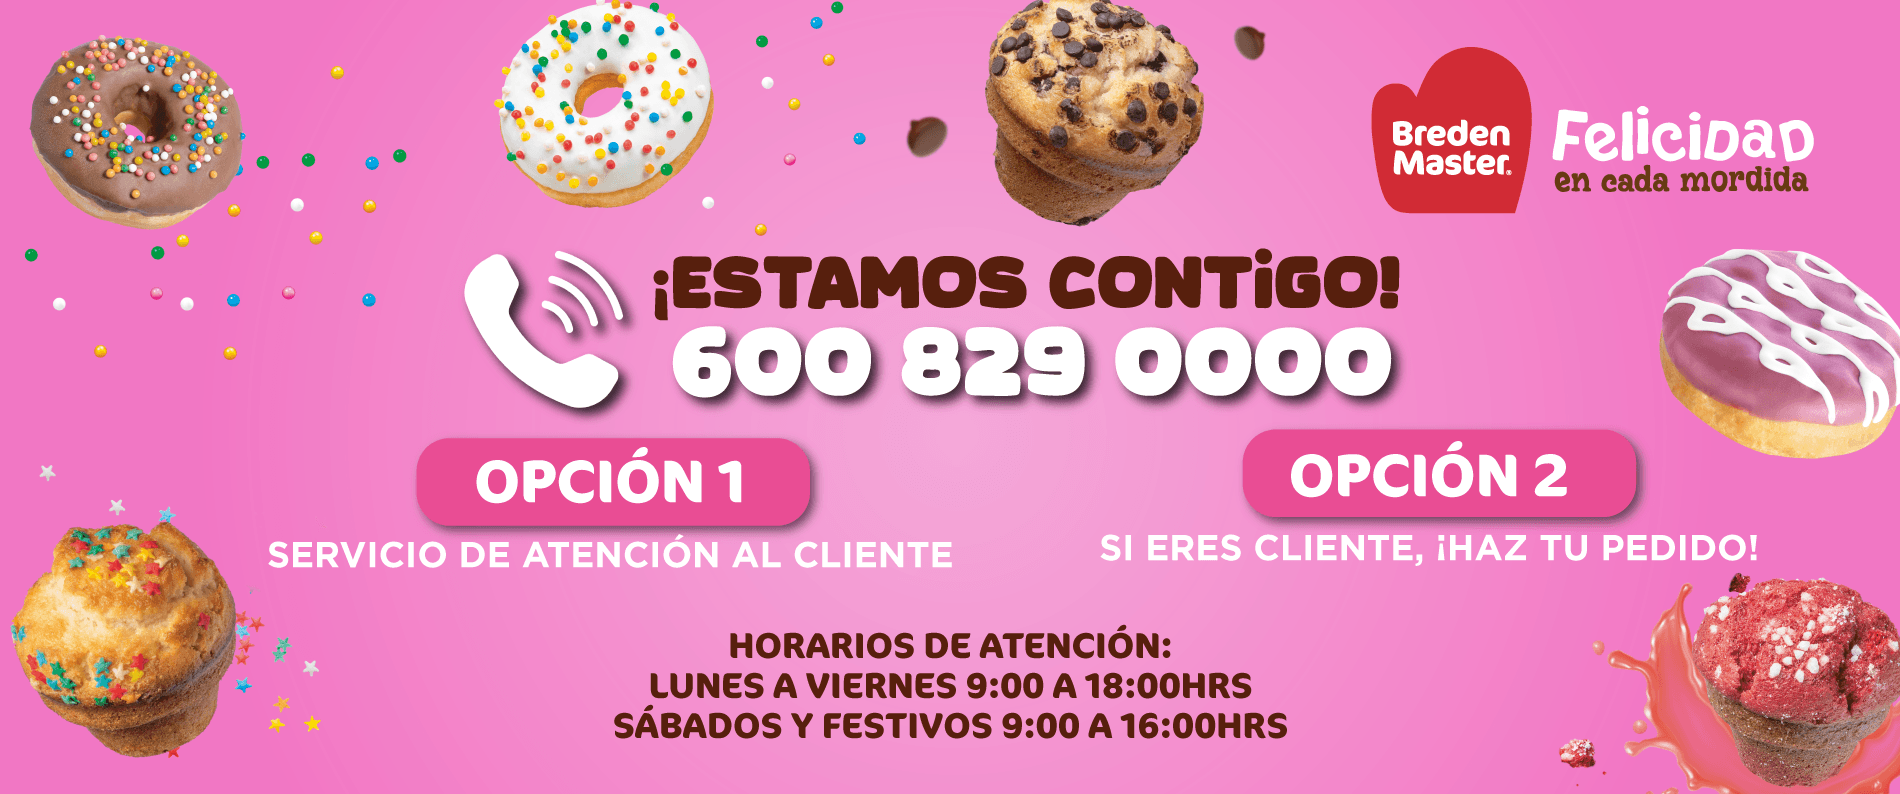 Breden
Master®
Felicidad
en cada mordida
¡ESTAMOS CONTiGO!
600 829 0000
OPCIÓN 1
SERVICIO DE ATENCIÓN AL CLIENTE
OPCIÓN 2
SI ERES CLIENTE, ¡HAZ TU PEDIDO!
HORARIOS DE ATENCIÓN:
LUNES A VIERNES 9:00 A 18:00HRS
SÁBADOS Y FESTIVOS 9:00 A 16:00HRS